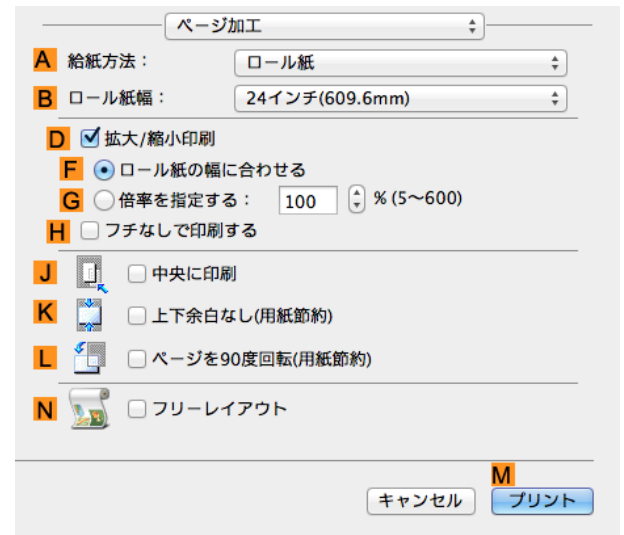 ページ加工
A 給紙方法： ロール紙
B ロール紙幅： 24インチ(609.6mm)
D 拡大/縮小印刷
F ロール紙の幅に合わせる
G 倍率を指定する： 100 % (5〜600)
H フチなしで印刷する
J 中央に印刷
K 上下余白なし(用紙節約)
L ページを90度回転(用紙節約)
N フリーレイアウト
M
キャンセル プリント